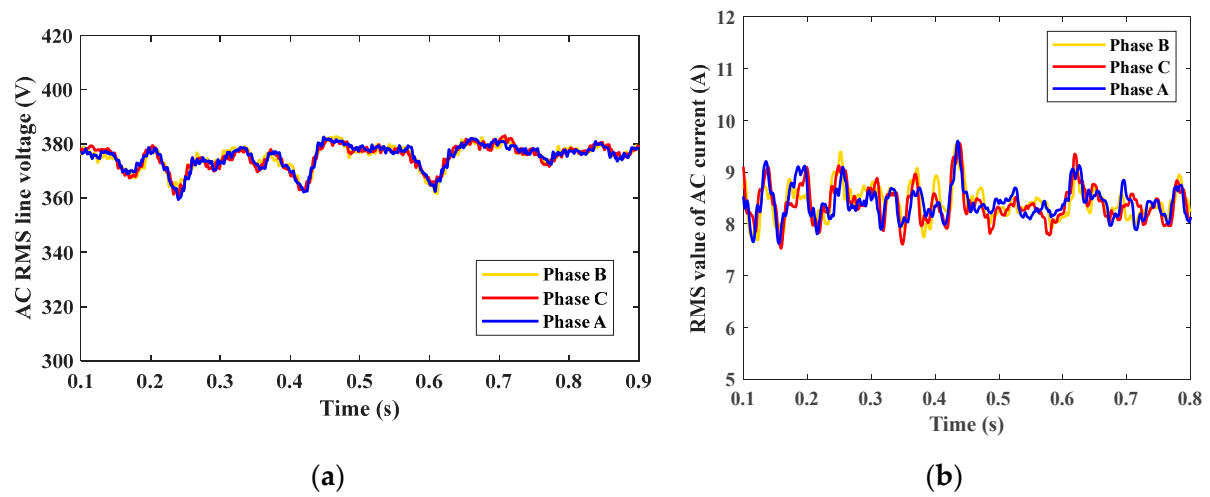 AC RMS line voltage (V)
420
400
380
360
340
320
300
0.1 0.2 0.3 0.4 0.5 0.6 0.7 0.8 0.9
Time (s)
Phase B
Phase C
Phase A
(a)
RMS value of AC current (A)
12
11
10
9
8
7
6
5
0.1 0.2 0.3 0.4 0.5 0.6 0.7 0.8
Time (s)
Phase B
Phase C
Phase A
(b)